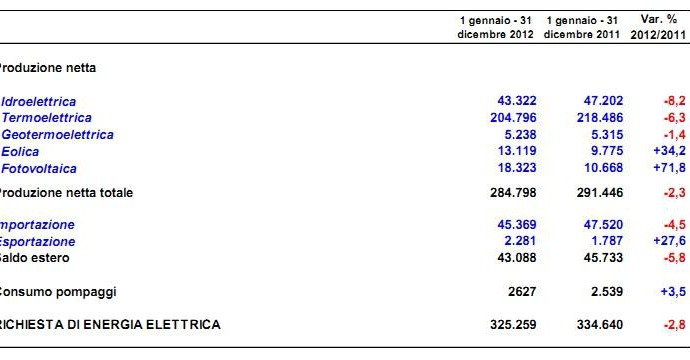 1 gennaio - 31 1 gennaio - 31 Var. %
dicembre 2012 dicembre 2011 2012/2011
roduzione netta
Idroelettrica 43.322 47.202 -8,2
Termoelettrica 204.796 218.486 -6,3
Geotermoelettrica 5.238 5.315 -1,4
Eolica 13.119 9.775 +34,2
Fotovoltaica 18.323 10.668 +71,8
Produzione netta totale 284.798 291.446 -2,3
mportazione 45.369 47.520 -4,5
Esportazione 2.281 1.787 +27,6
Saldo estero 43.088 45.733 -5,8
Consumo pompaggi 2627 2.539 +3,5
RICHIESTA DI ENERGIA ELETTRICA 325.259 334.640 -2,8